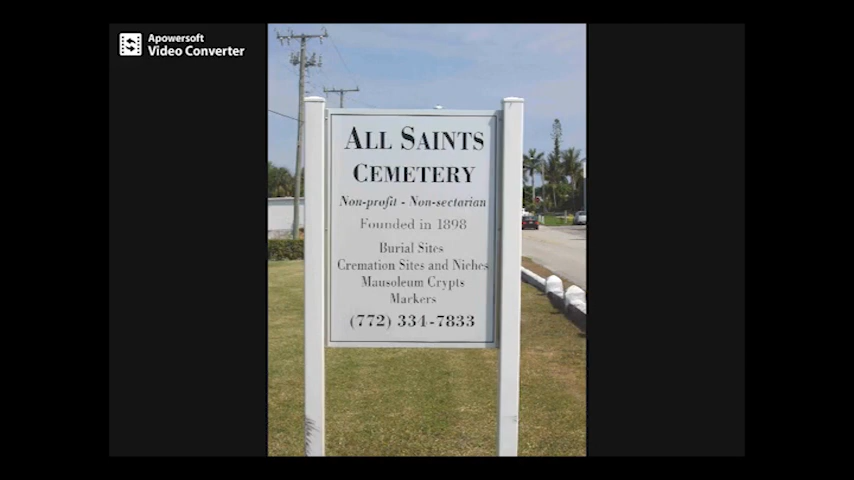 Apowersoft
Video Converter
ALL SAINTS
CEMETERY
Non-profit - Non-sectarian
Founded in 1898
Burial Sites
Cremation Sites and Niches
Mausoleum Crypts
Markers
(772) 334-7833